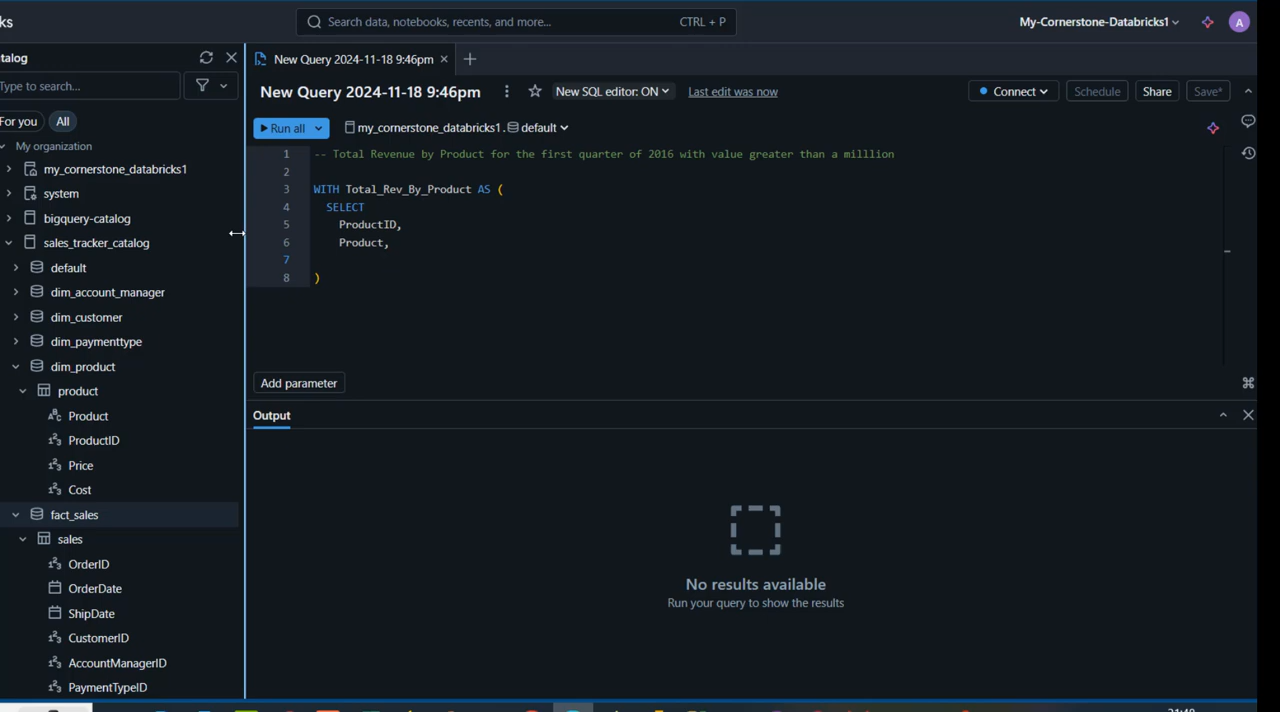 ks
Search data, notebooks, recents, and more...
CTRL + P
My-Cornerstone-Databricks1
A
talog
Type to search...
For you
All
My organization
my_cornerstone_databricks1
system
bigquery-catalog
sales_tracker_catalog
default
dim_account_manager
dim_customer
dim_paymenttype
dim_product
product
Product
ProductID
Price
Cost
fact_sales
sales
OrderID
OrderDate
ShipDate
CustomerID
AccountManagerID
PaymentTypeID
New Query 2024-11-18 9:46pm
New Query 2024-11-18 9:46pm
New SQL editor: ON
Last edit was now
Connect
Schedule
Share
Save*
Run all
my_cornerstone_databricks1.
default
1 -- Total Revenue by Product for the first quarter of 2016 with value greater than a milllion
2
3 WITH Total_Rev_By_Product AS (
4 SELECT
5 ProductID,
6 Product,
7
8 )
Add parameter
Output
No results available
Run your query to show the results